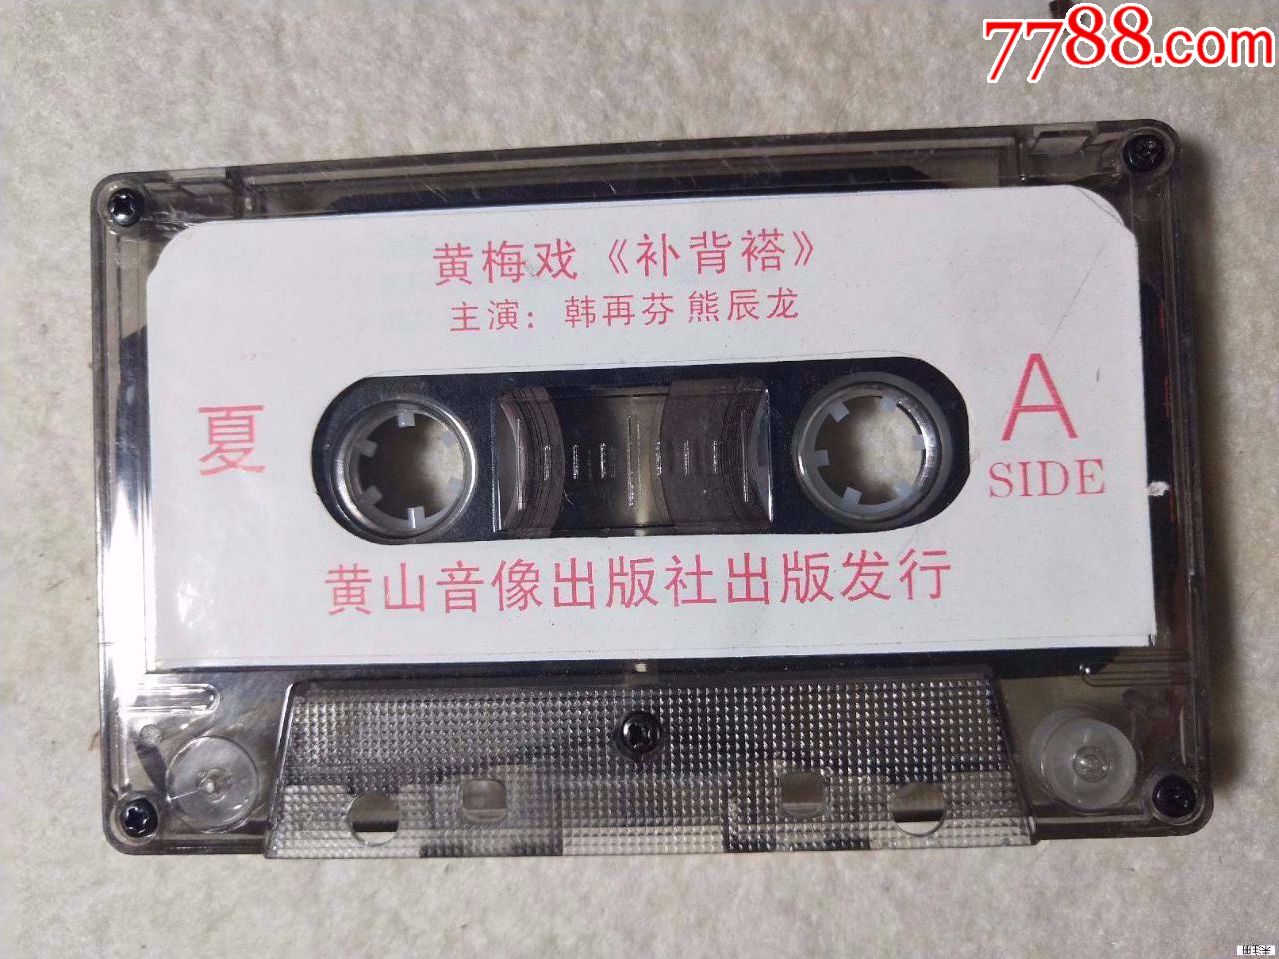 7788.com
黄梅戏《补背褡》
主演：韩再芬 熊辰龙
夏
A
SIDE
黄山音像出版社出版发行